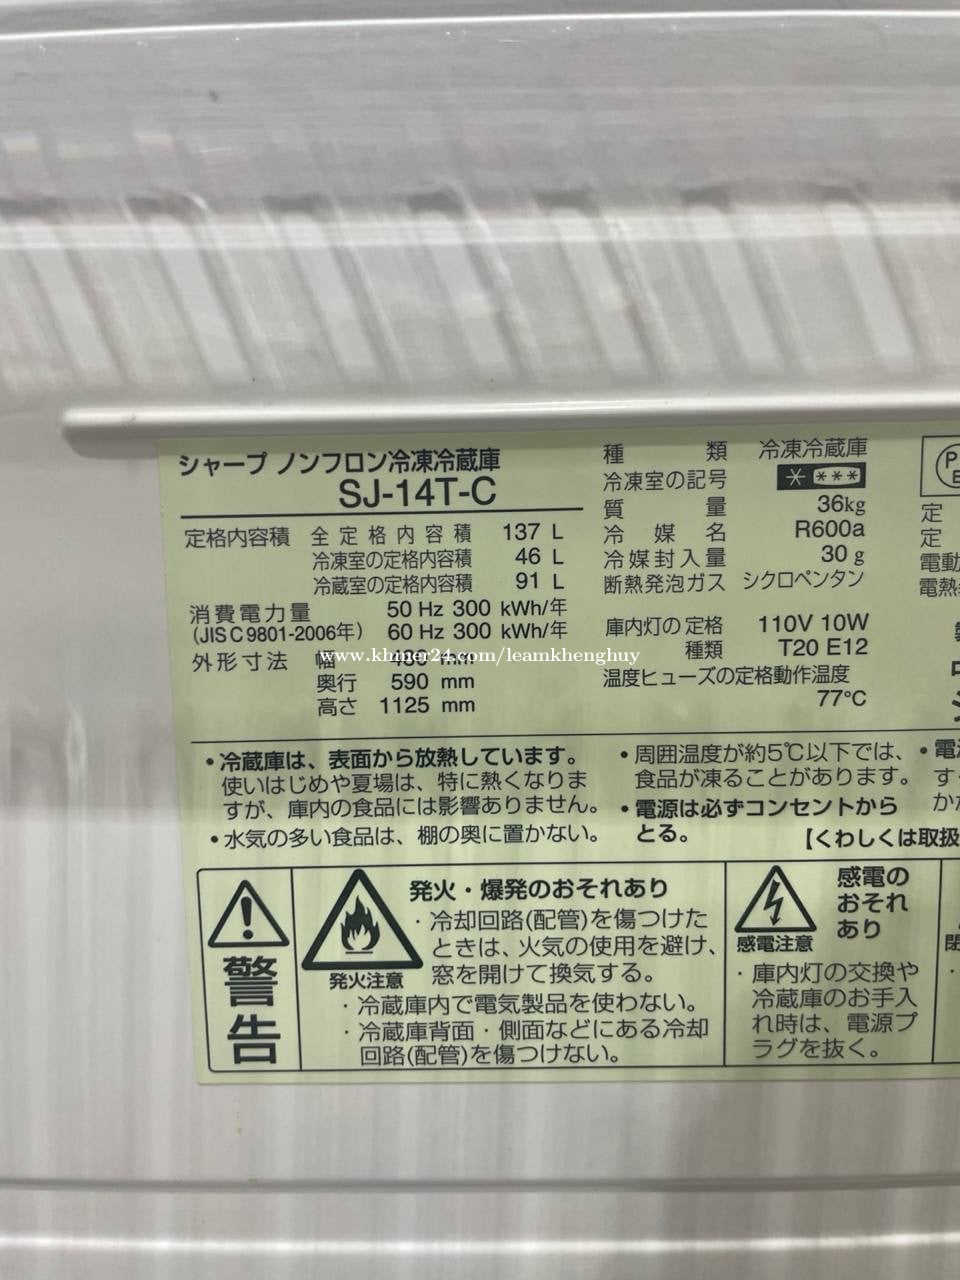 シャープ ノンフロン冷凍冷蔵庫
SJ-14T-C
定格内容積 全定格内容積 137 L
冷凍室の定格内容積 46 L
冷蔵室の定格内容積 91 L
消費電力量 50 Hz 300 kWh/年
(JIS C 9801-2006年) 60 Hz 300 kWh/年
外形寸法 幅 480 mm
www.khmer24.com/leamkhenghuy
奥行 590 mm
高さ 1125 mm
種類 冷凍冷蔵庫
冷凍室の記号 * ***
質量 36kg
冷媒名 R600a
冷媒封入量 30 g
断熱発泡ガス シクロペンタン
庫内灯の定格 110V 10W
種類 T20 E12
温度ヒューズの定格動作温度
77℃
P
E
定
定
電動
電熱
・冷蔵庫は、表面から放熱しています。
使いはじめや夏場は、特に熱くなりま
すが、庫内の食品には影響ありません。
・水気の多い食品は、棚の奥に置かない。
・周囲温度が約5℃以下では、
食品が凍ることがあります。
・電源は必ずコンセントから
とる。
【くわしくは取扱
・電
す
か
警告
発火注意
発火・爆発のおそれあり
・冷却回路(配管)を傷つけた
ときは、火気の使用を避け、
窓を開けて換気する。
・冷蔵庫内で電気製品を使わない。
・冷蔵庫背面・側面などにある冷却
回路(配管)を傷つけない。
感電注意
感電の
おそれ
あり
・庫内灯の交換や
冷蔵庫のお手入
れ時は、電源プ
ラグを抜く。